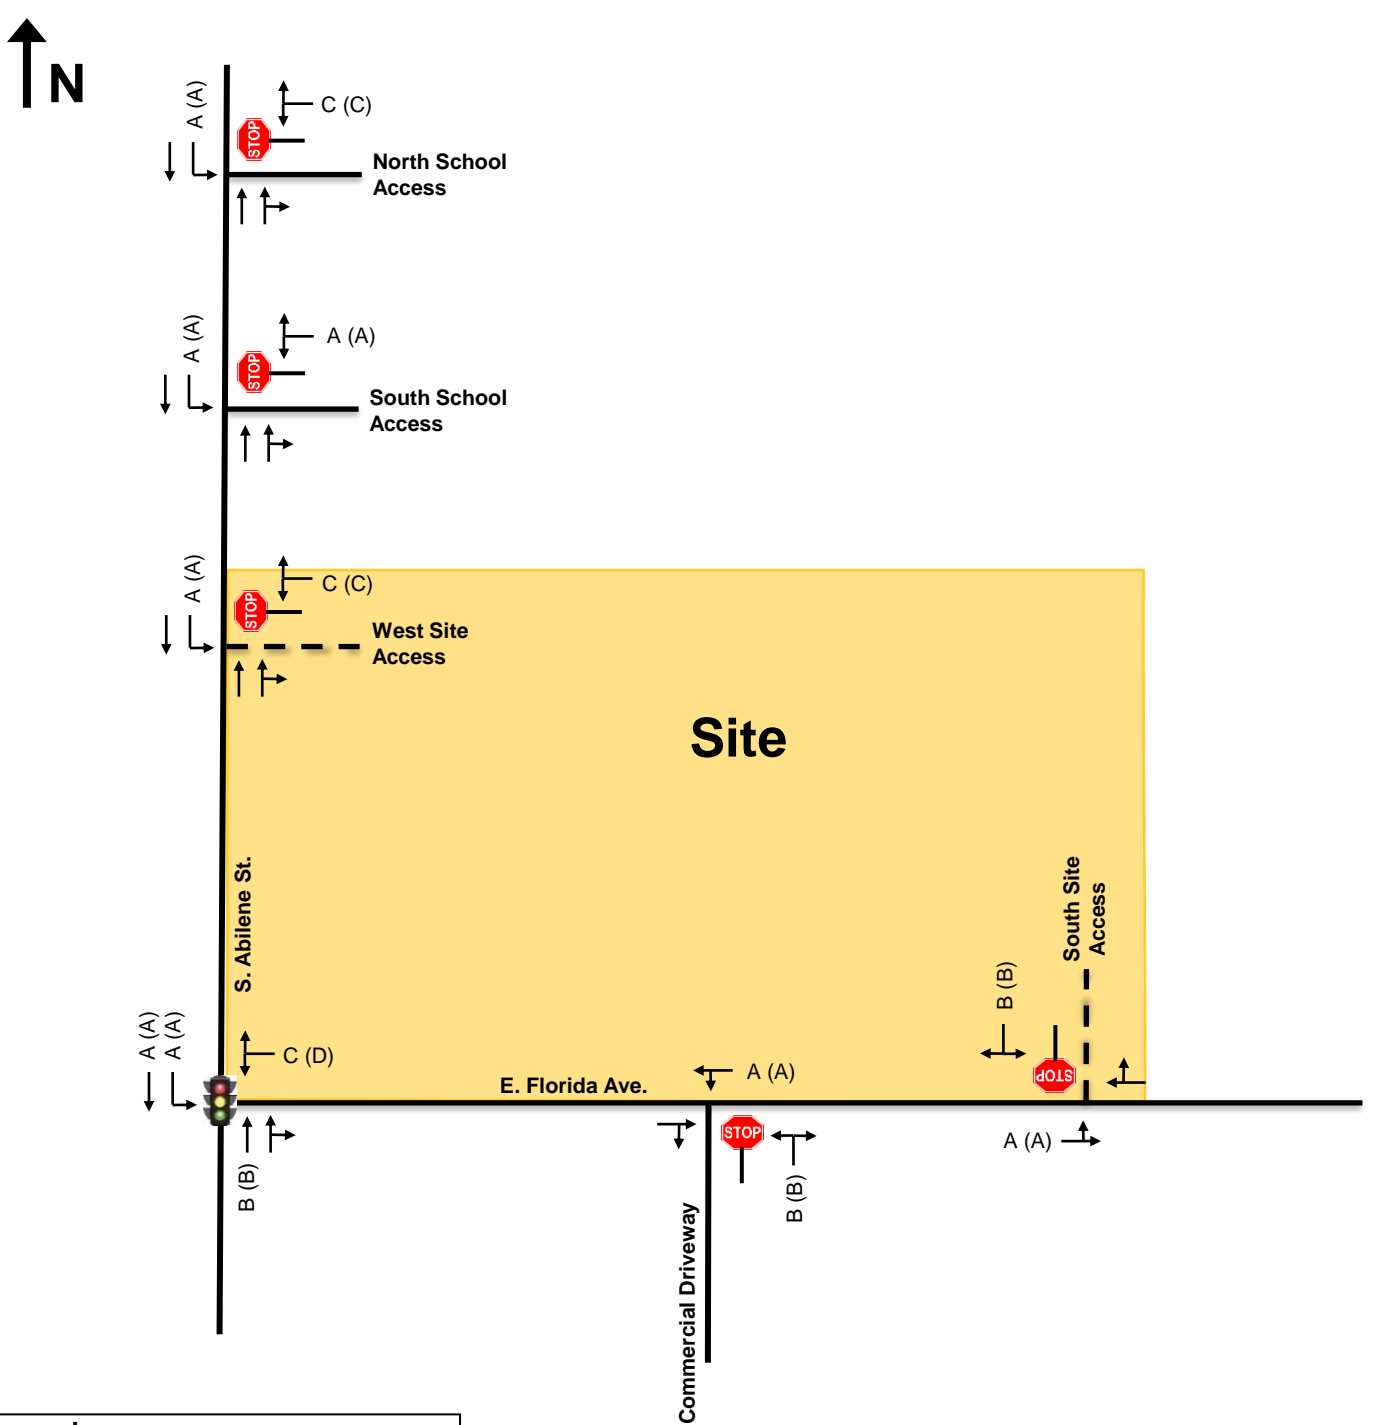 N
A (A)
C (C)
STOP
North School
Access
A (A)
A (A)
STOP
South School
Access
A (A)
C (C)
STOP
West Site
Access
Site
S. Abilene St.
South Site
Access
B (B)
A (A)
A (A)
C (D)
STOP
E. Florida Ave.
A (A)
STOP
A (A)
B (B)
B (B)
Commercial Driveway